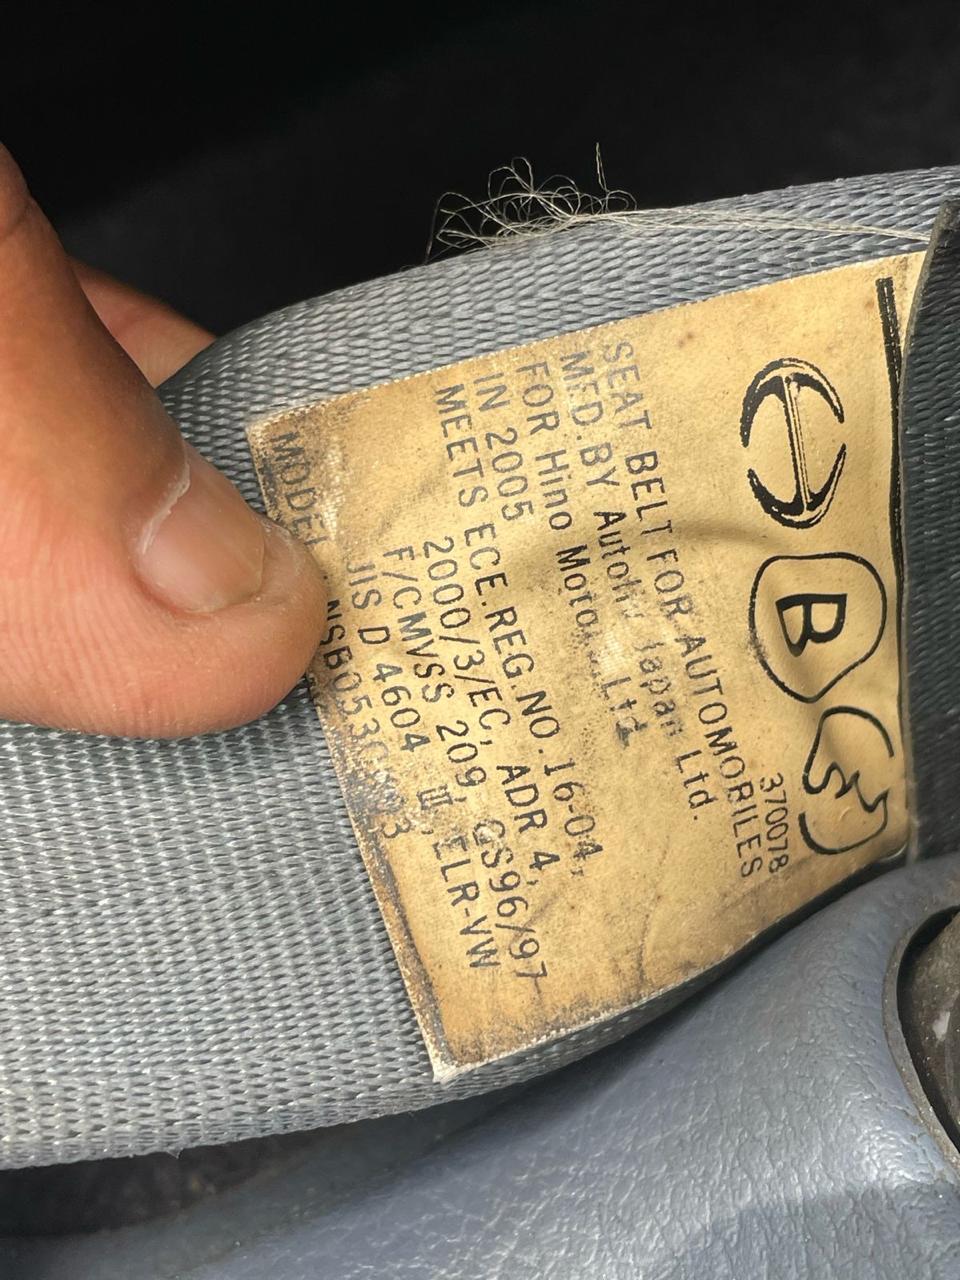 B
370078
SEAT BELT FOR AUTOMOBILES
MFD.BY Autoliv Japan Ltd.
FOR Hino Motors Ltd.
IN 2005
MEETS ECE.REG.NO.16-04,
2000/3/EC, ADR 4, GS96/97
F/CMVSS 209, ELR-VW
JIS D 4604 III
MODEL